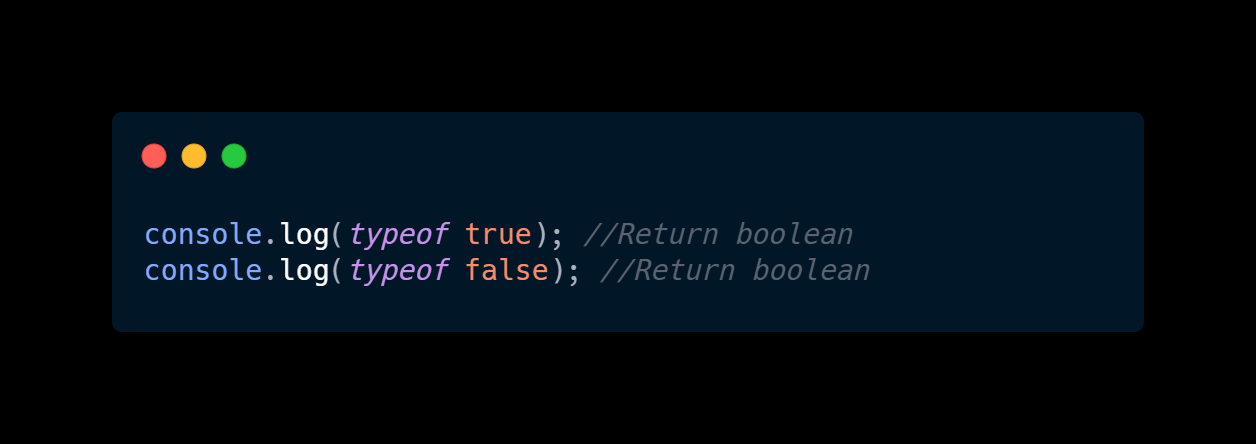 console.log(typeof true); //Return boolean
console.log(typeof false); //Return boolean